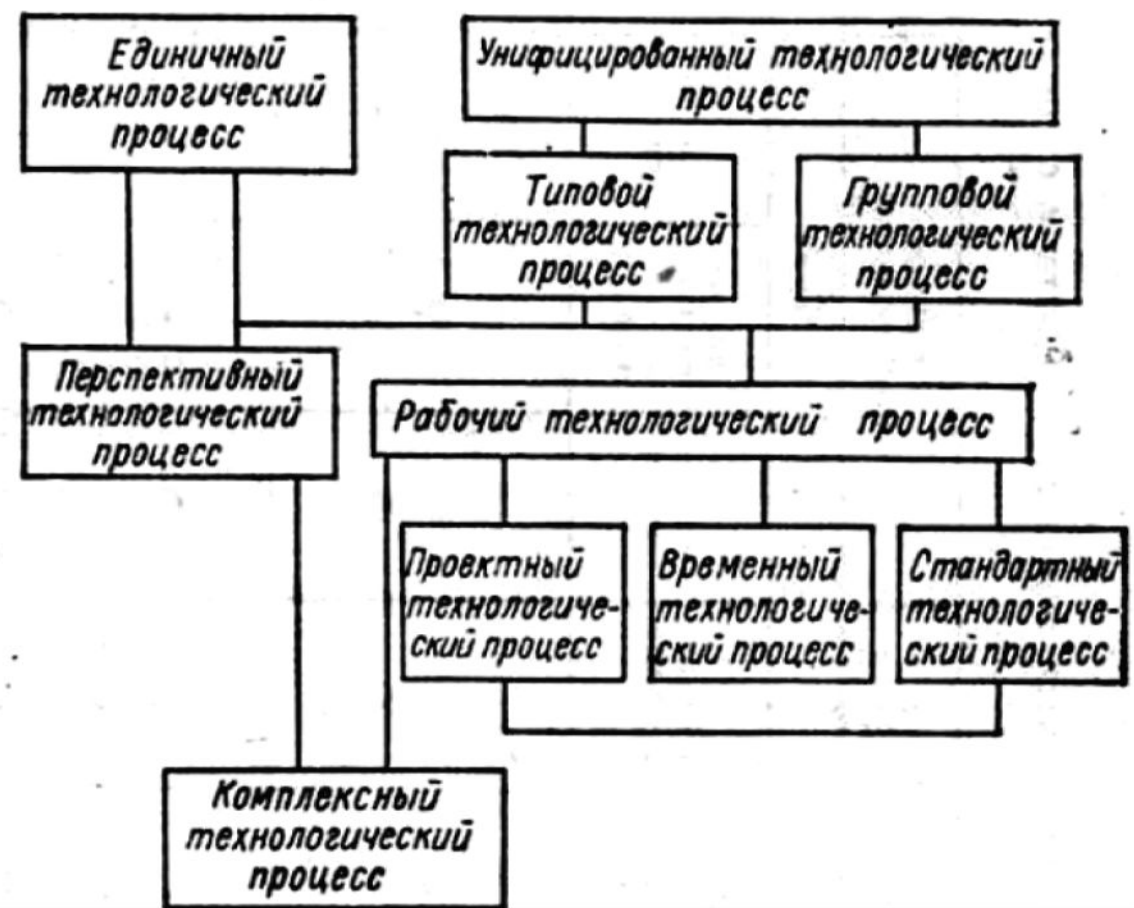 Единичный
технологический
процесс
Унифицированный технологический
процесс
Типовой
технологический
процесс
Групповой
технологический
процесс
Перспективный
технологический
процесс
Рабочий технологический процесс
Проектный
технологиче-
ский процесс
Временный
технологиче-
ский процесс
Стандартный
технологиче-
ский процесс
Комплексный
технологический
процесс